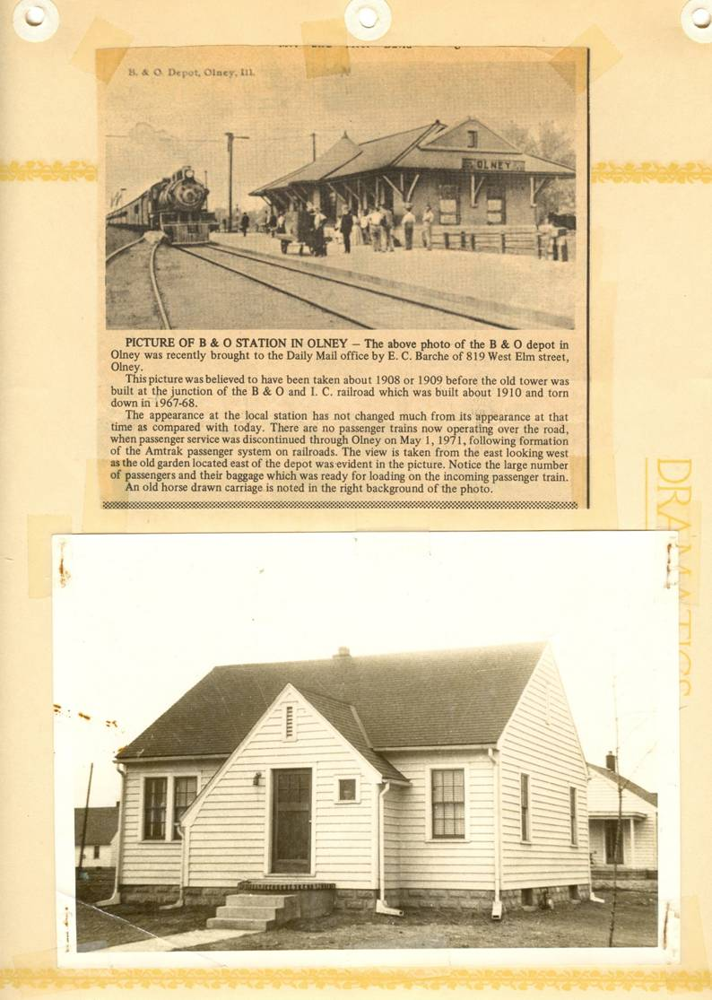 B. & O. Depot, Olney, Ill.
OLNEY
PICTURE OF B & O STATION IN OLNEY — The above photo of the B & O depot in
Olney was recently brought to the Daily Mail office by E. C. Barche of 819 West Elm street,
Olney.
This picture was believed to have been taken about 1908 or 1909 before the old tower was
built at the junction of the B & O and I. C. railroad which was built about 1910 and torn
down in 1967-68.
The appearance at the local station has not changed much from its appearance at that
time as compared with today. There are no passenger trains now operating over the road,
when passenger service was discontinued through Olney on May 1, 1971, following formation
of the Amtrak passenger system on railroads. The view is taken from the east looking west
as the old garden located east of the depot was evident in the picture. Notice the large number
of passengers and their baggage which was ready for loading on the incoming passenger train.
An old horse drawn carriage is noted in the right background of the photo.
DRAMATICS